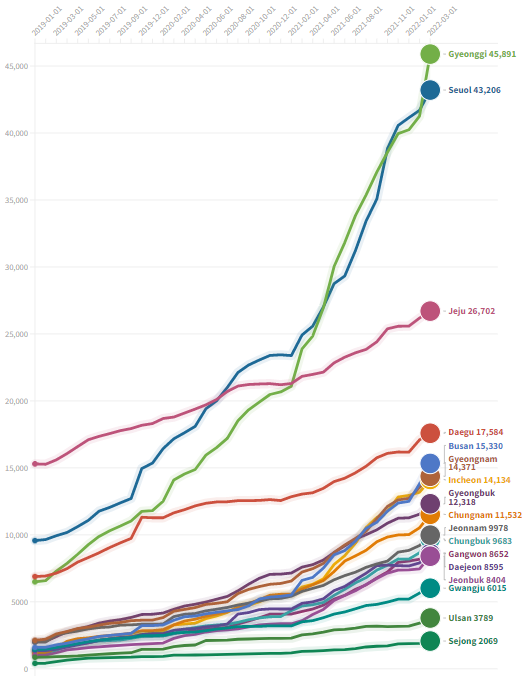 2019-01-01
2019-03-01
2019-05-01
2019-07-01
2019-09-01
2019-12-01
2020-02-01
2020-04-01
2020-06-01
2020-08-01
2020-10-01
2020-12-01
2021-02-01
2021-04-01
2021-06-01
2021-08-01
2021-11-01
2022-01-01
2022-03-01
45,000
40,000
35,000
30,000
25,000
20,000
15,000
10,000
5000
0
Gyeonggi 45,891
Seuol 43,206
Jeju 26,702
Daegu 17,584
Busan 15,330
Gyeongnam
14,371
Incheon 14,134
Gyeongbuk
12,318
Chungnam 11,532
Jeonnam 9978
Chungbuk 9683
Gangwon 8652
Daejeon 8595
Jeonbuk 8404
Gwangju 6015
Ulsan 3789
Sejong 2069